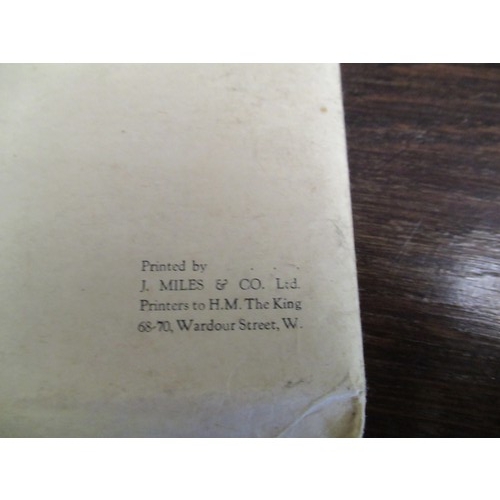 Printed by
J. MILES & CO. Ltd.
Printers to H.M. The King
68-70, Wardour Street, W.